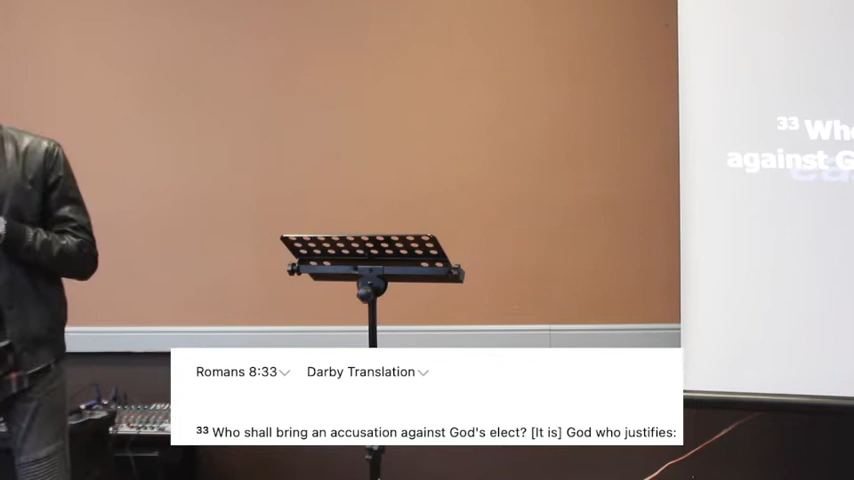 33 Who
against G
Romans 8:33 Darby Translation
33 Who shall bring an accusation against God's elect? [It is] God who justifies: